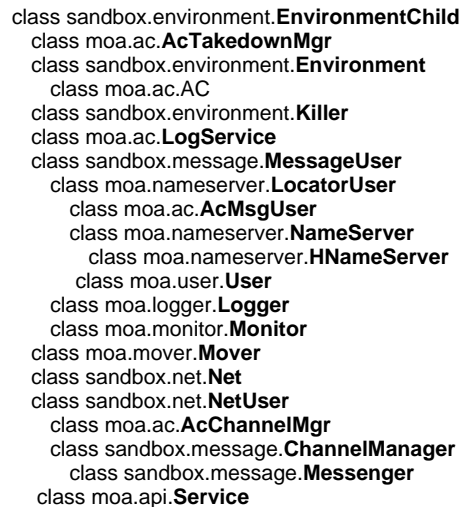 class sandbox.environment.EnvironmentChild
class moa.ac.AcTakedownMgr
class sandbox.environment.Environment
class moa.ac.AC
class sandbox.environment.Killer
class moa.ac.LogService
class sandbox.message.MessageUser
class moa.nameserver.LocatorUser
class moa.ac.AcMsgUser
class moa.nameserver.NameServer
class moa.nameserver.HNameServer
class moa.user.User
class moa.logger.Logger
class moa.monitor.Monitor
class moa.mover.Mover
class sandbox.net.Net
class sandbox.net.NetUser
class moa.ac.AcChannelMgr
class sandbox.message.ChannelManager
class sandbox.message.Messenger
class moa.api.Service